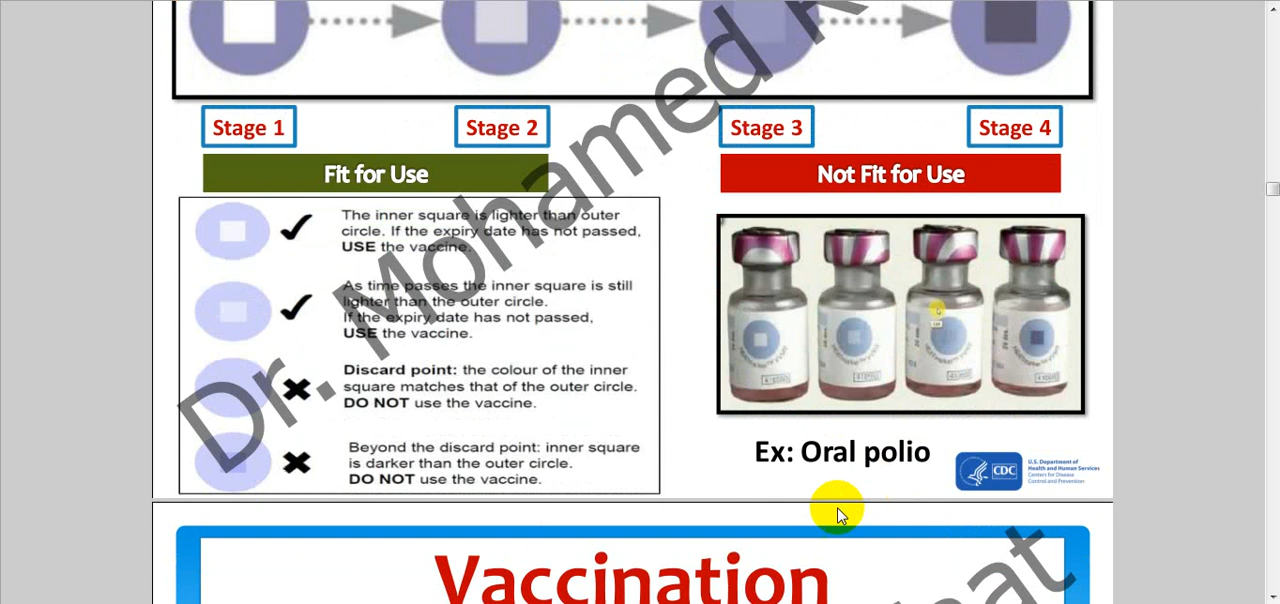 Stage 1
Stage 2
Stage 3
Stage 4
Fit for Use
Not Fit for Use
The inner square is lighter than outer
circle. If the expiry date has not passed,
USE the vaccine.
As time passes the inner square is still
lighter than the outer circle.
If the expiry date has not passed,
USE the vaccine.
Discard point: the colour of the inner
square matches that of the outer circle.
DO NOT use the vaccine.
Beyond the discard point: inner square
is darker than the outer circle.
DO NOT use the vaccine.
Ex: Oral polio
CDC
U.S. Department of
Health and Human Services
Centers for Disease
Control and Prevention
Dr. Mohamed R
at
Vaccination